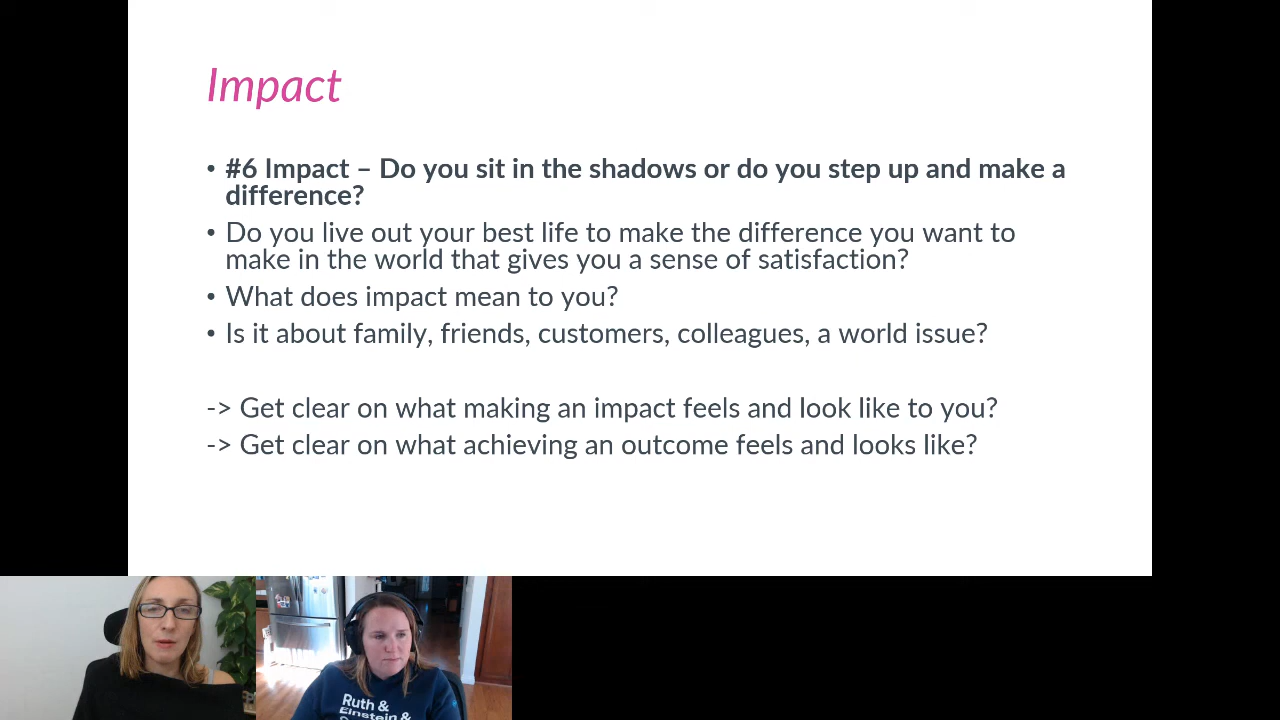 Impact
• #6 Impact – Do you sit in the shadows or do you step up and make a
difference?
• Do you live out your best life to make the difference you want to
make in the world that gives you a sense of satisfaction?
• What does impact mean to you?
• Is it about family, friends, customers, colleagues, a world issue?
-> Get clear on what making an impact feels and look like to you?
-> Get clear on what achieving an outcome feels and looks like?
Ruth &
Einstein &